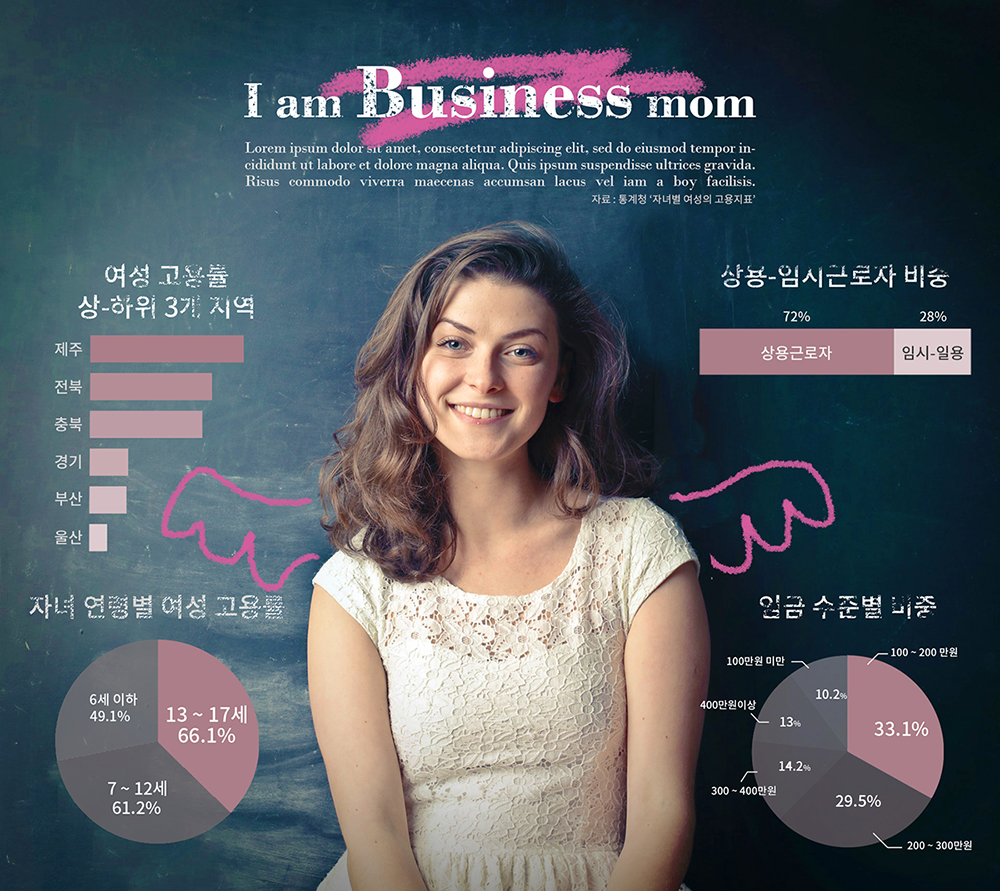 I am Business mom
Lorem ipsum dolor sit amet, consectetur adipiscing elit, sed do eiusmod tempor in-
cididunt ut labore et dolore magna aliqua. Quis ipsum suspendisse ultrices gravida.
Risus commodo viverra maecenas accumsan lacus vel iam a boy facilisis.
자료 : 통계청 ‘자녀별 여성의 고용지표’
여성 고용률
상-하위 3개 지역
제주
전북
충북
경기
부산
울산
상용-임시근로자 비중
72% 28%
상용근로자 임시-일용
자녀 연령별 여성 고용률
6세 이하
49.1%
13 ~ 17세
66.1%
7 ~ 12세
61.2%
임금 수준별 비중
100만원 미만
10.2%
100 ~ 200 만원
33.1%
400만원이상
13%
300 ~ 400만원
14.2%
29.5%
200 ~ 300만원